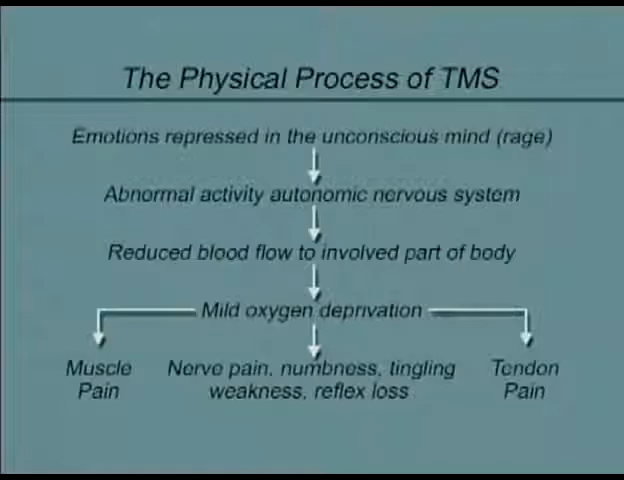 The Physical Process of TMS
Emotions repressed in the unconscious mind (rage)
Abnormal activity autonomic nervous system
Reduced blood flow to involved part of body
Mild oxygen deprivation
Muscle
Pain
Nerve pain, numbness, tingling
weakness, reflex loss
Tendon
Pain